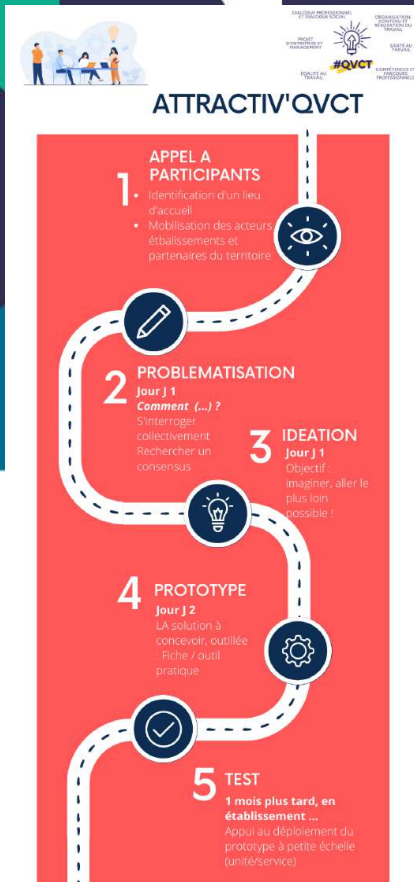 DIALOGUE PROFESSIONNEL
ET DIALOGUE SOCIAL
ORGANISATION,
CONTENU ET
RÉALISATION DU
TRAVAIL
PROJET
D'ENTREPRISE ET
MANAGEMENT
SANTÉ AU
TRAVAIL
#QVCT
ÉGALITÉ AU
TRAVAIL
COMPÉTENCES ET
PARCOURS
PROFESSIONNELS
ATTRACTIV'QVCT
1
APPEL A
PARTICIPANTS
• Identification d'un lieu
d'accueil
• Mobilisation des acteurs
étbalissements et
partenaires du territoire
2
PROBLEMATISATION
Jour J 1
Comment (...) ?
S'interroger
collectivement
Rechercher un
consensus
3
IDEATION
Jour J 1
Objectif :
imaginer, aller le
plus loin
possible !
4
PROTOTYPE
Jour J 2
LA solution à
concevoir, outillée
: Fiche / outil
pratique
5
TEST
1 mois plus tard, en
établissement ...
Appui au déploiement du
prototype à petite échelle
(unité/service)